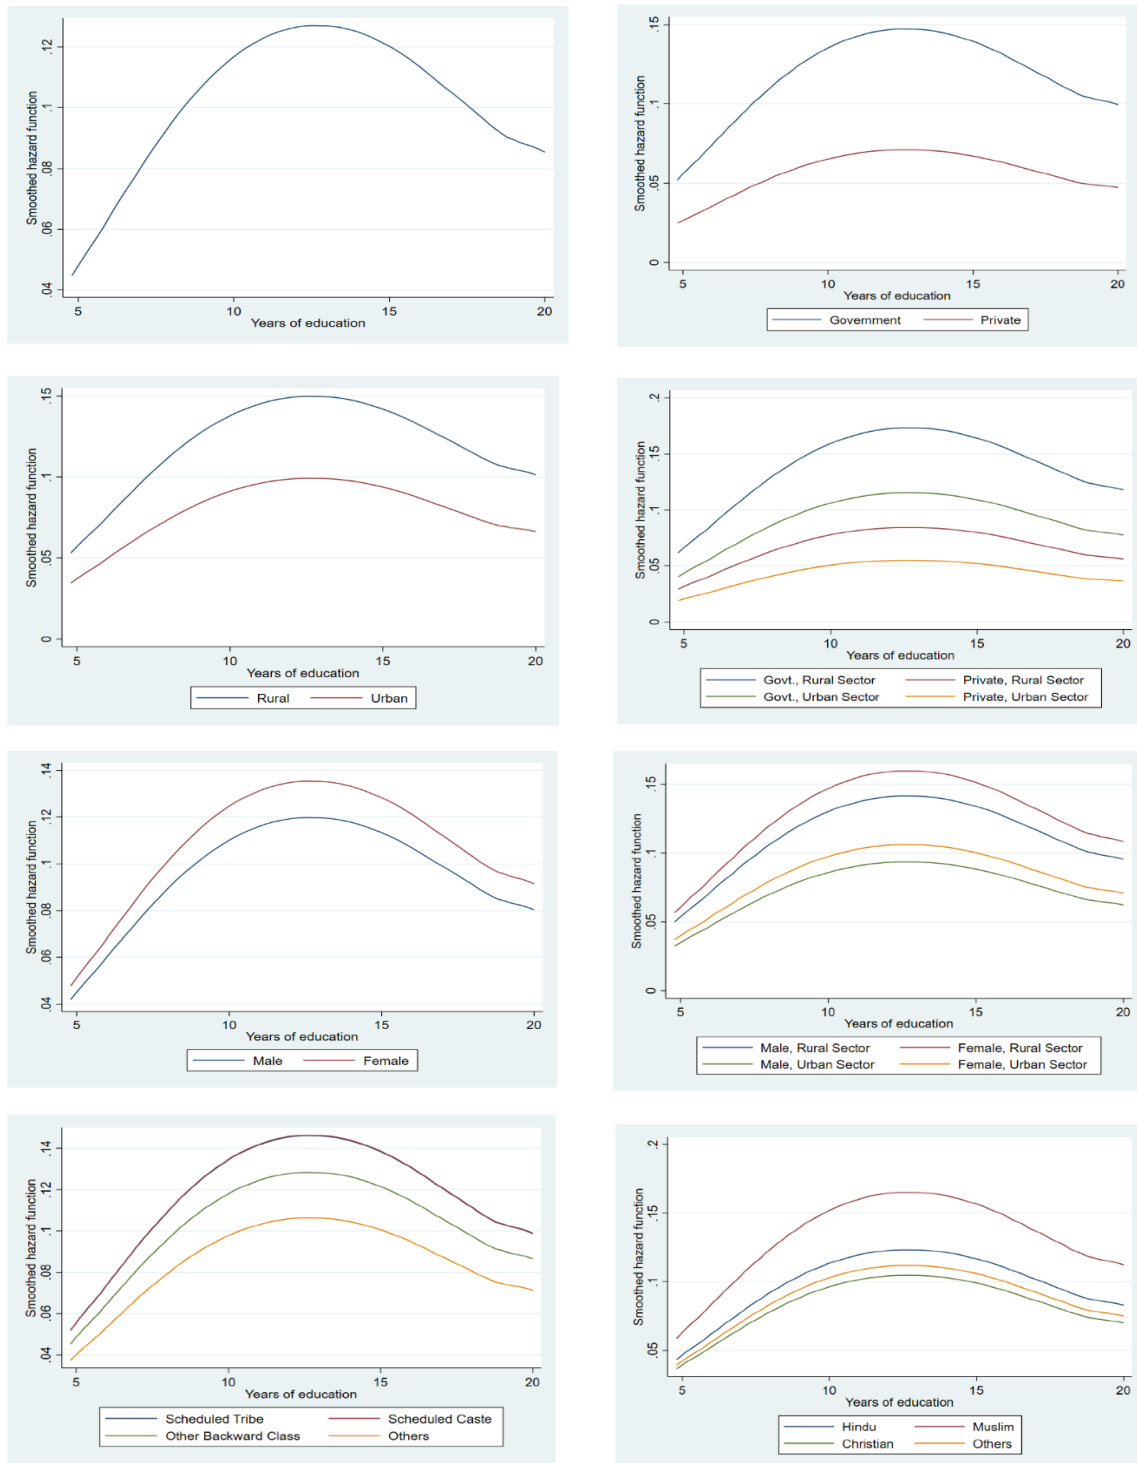 Smoothed hazard function
.04 .06 .08 .1 .12
5 10 15 20
Years of education
Smoothed hazard function
0 .05 .1 .15
5 10 15 20
Years of education
Government Private
Smoothed hazard function
0 .05 .1 .15
5 10 15 20
Years of education
Rural Urban
Smoothed hazard function
0 .05 .1 .15 .2
5 10 15 20
Years of education
Govt., Rural Sector Private, Rural Sector
Govt., Urban Sector Private, Urban Sector
Smoothed hazard function
.04 .06 .08 .1 .12 .14
5 10 15 20
Years of education
Male Female
Smoothed hazard function
0 .05 .1 .15
5 10 15 20
Years of education
Male, Rural Sector Female, Rural Sector
Male, Urban Sector Female, Urban Sector
Smoothed hazard function
.04 .06 .08 .1 .12 .14
5 10 15 20
Years of education
Scheduled Tribe Scheduled Caste
Other Backward Class Others
Smoothed hazard function
.05 .1 .15 .2
5 10 15 20
Years of education
Hindu Muslim
Christian Others